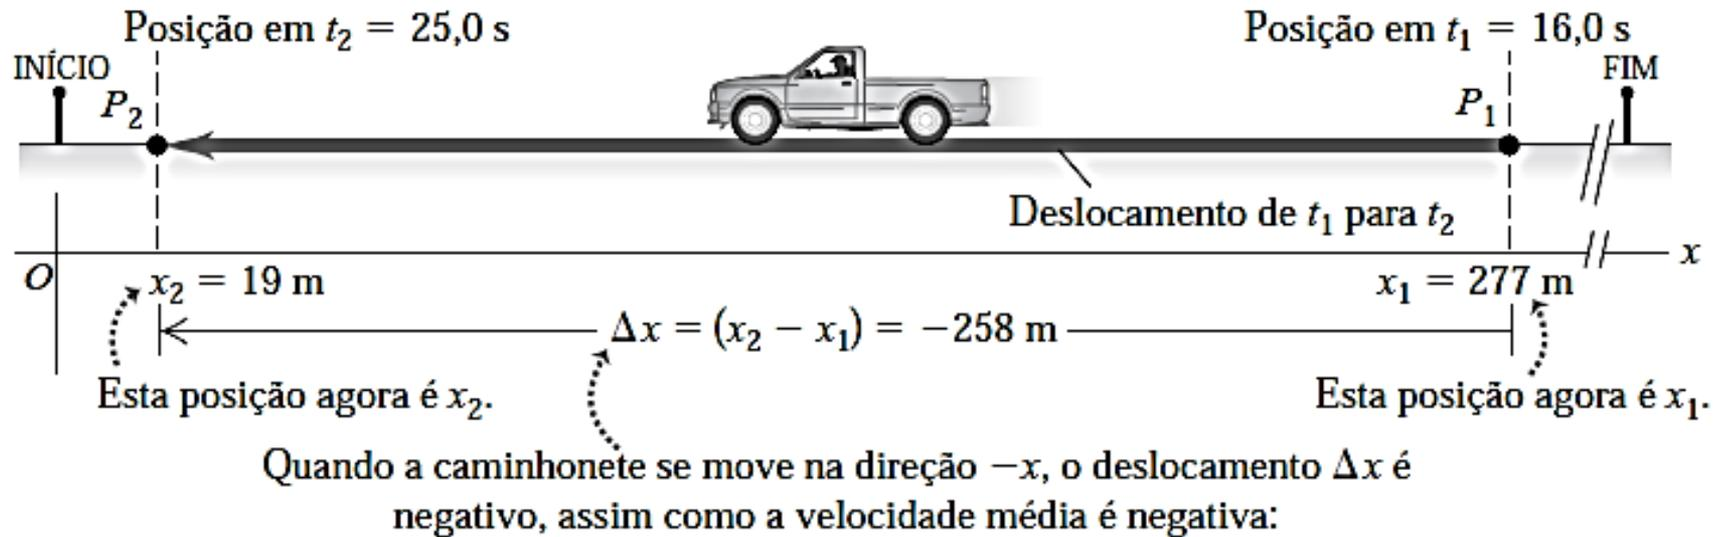 Posição em t₂ = 25,0 s
Posição em t₁ = 16,0 s
INÍCIO
FIM
P₂
P₁
Deslocamento de t₁ para t₂
O
x₂ = 19 m
x₁ = 277 m
x
Δx = (x₂ − x₁) = −258 m
Esta posição agora é x₂.
Esta posição agora é x₁.
Quando a caminhonete se move na direção −x, o deslocamento Δx é
negativo, assim como a velocidade média é negativa: